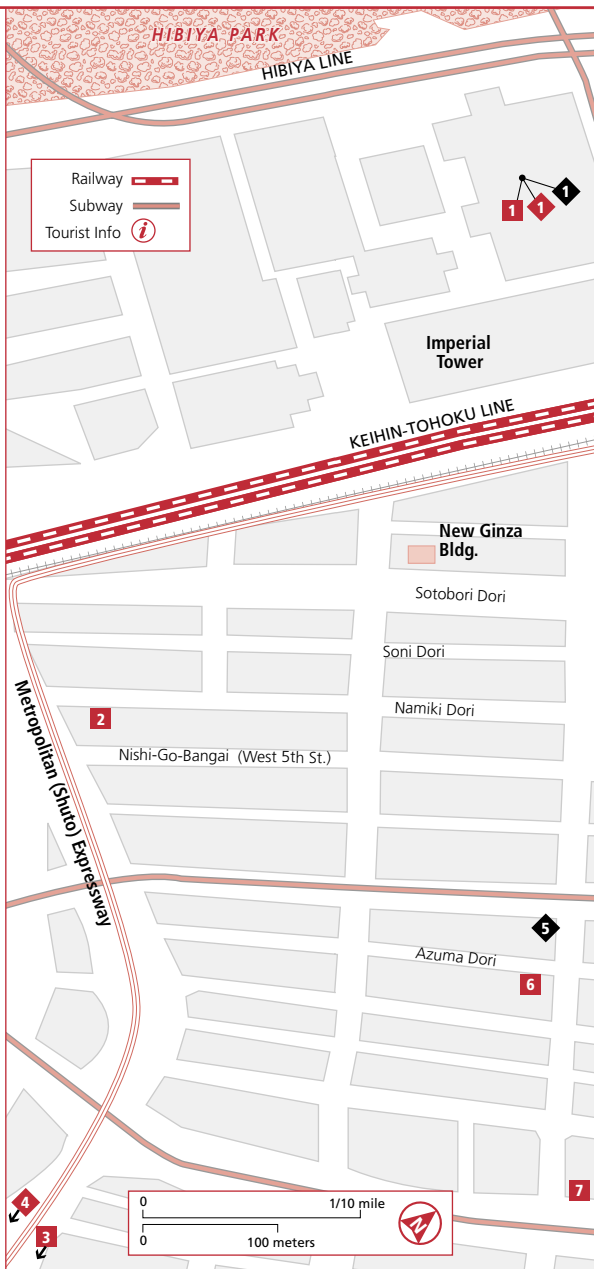 HIBIYA PARK
HIBIYA LINE
Railway
Subway
Tourist Info i
1 1 1
Imperial
Tower
KEIHIN-TOHOKU LINE
New Ginza
Bldg.
Sotobori Dori
Soni Dori
Metropolitan (Shuto) Expressway
2
Namiki Dori
Nishi-Go-Bangai (West 5th St.)
5
Azuma Dori
6
7
4
3
0 1/10 mile
0 100 meters
N